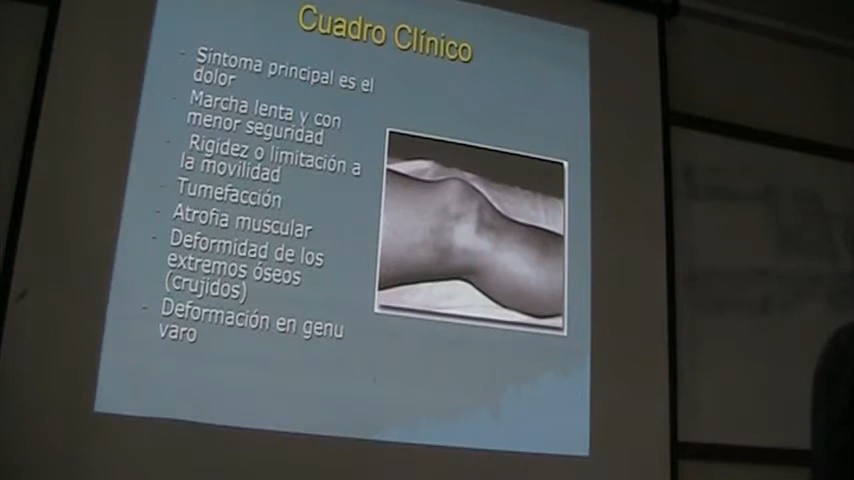 Cuadro Clínico
- Síntoma principal es el
dolor
- Marcha lenta y con
menor seguridad
- Rigidez o limitación a
la movilidad
- Tumefacción
- Atrofia muscular
- Deformidad de los
extremos óseos
(crujidos)
- Deformación en genu
varo